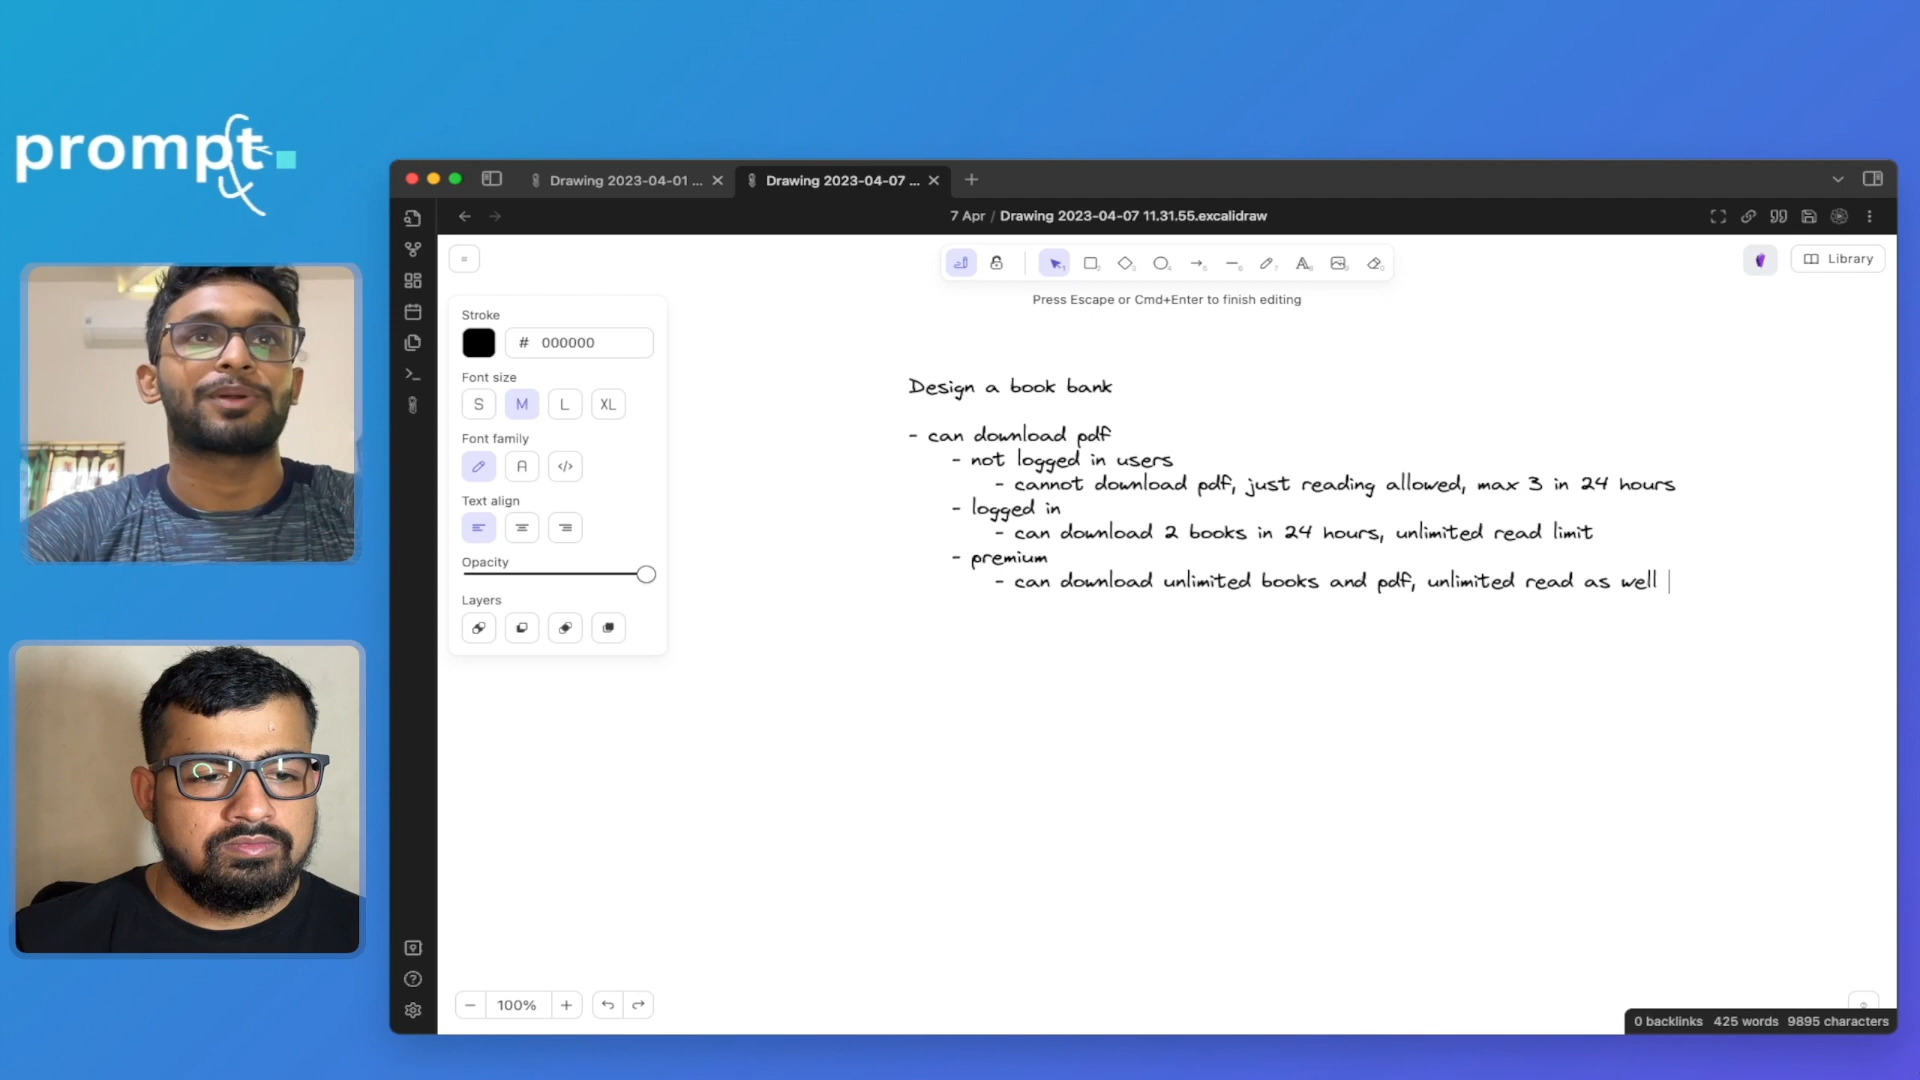 prompt.
Drawing 2023-04-01 ...
Drawing 2023-04-07 ...
7 Apr / Drawing 2023-04-07 11.31.55.excalidraw
Library
Press Escape or Cmd+Enter to finish editing
Stroke
# 000000
Font size
S M L XL
Font family
A </>
Text align
Opacity
Layers
Design a book bank
- can download pdf
- not logged in users
- cannot download pdf, just reading allowed, max 3 in 24 hours
- logged in
- can download 2 books in 24 hours, unlimited read limit
- premium
- can download unlimited books and pdf, unlimited read as well
100%
0 backlinks 425 words 9895 characters